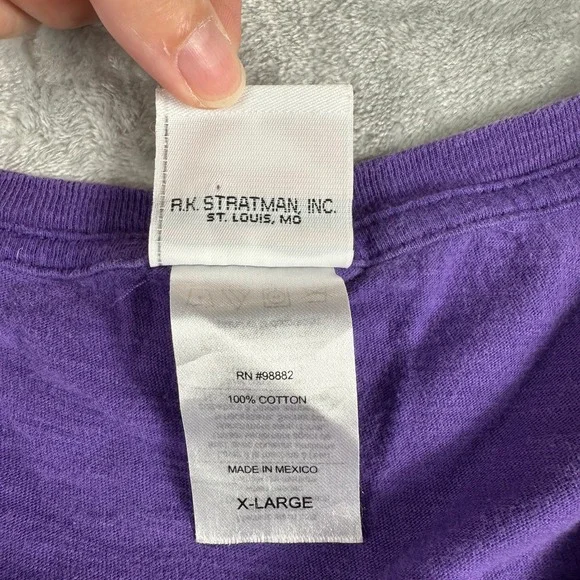 R.K. STRATMAN, INC.
ST. LOUIS, MO
RN #98882
100% COTTON
MADE IN MEXICO
X-LARGE